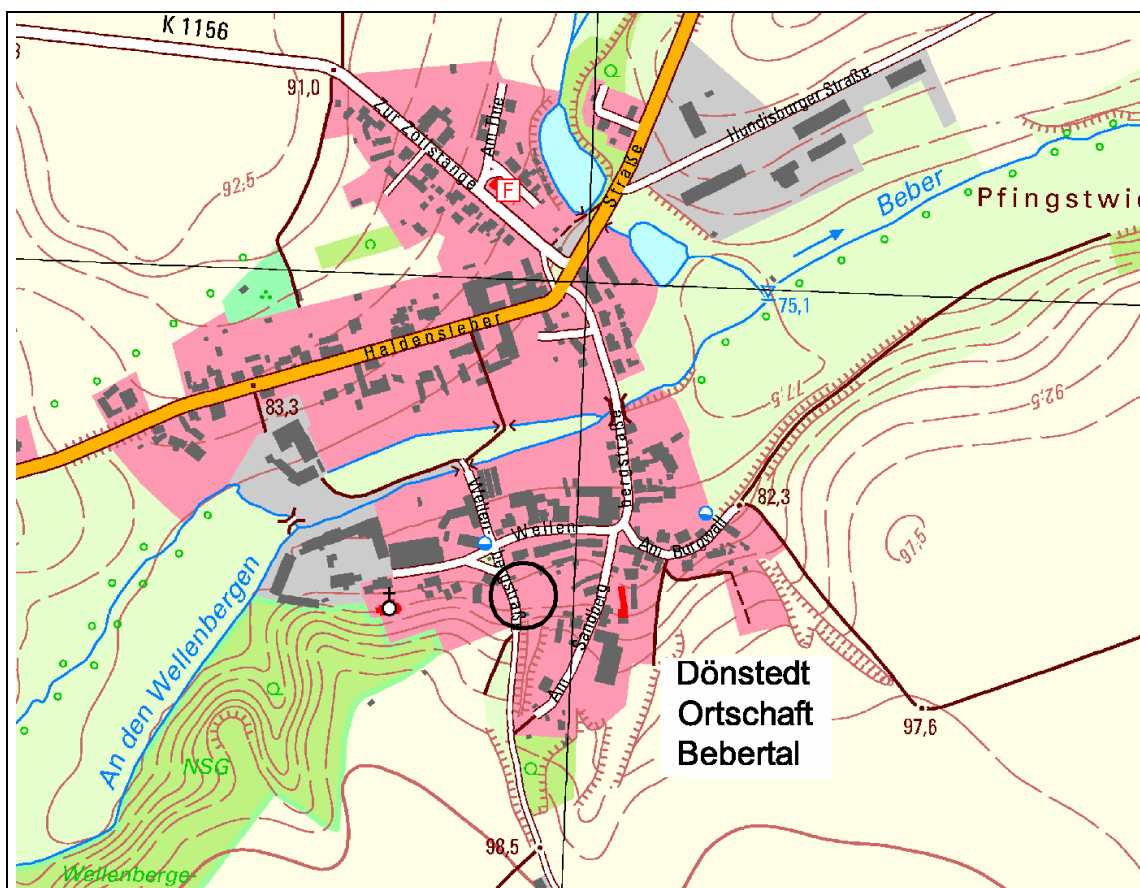 K 1156
91,0
Zur Zollstange
Am Thie
F
Straße
Hundisburger Straße
Beber
Pfingstwie
92,5
75,1
Haldensleber
83,3
77,5
92,5
bergstraße
82,3
Wellen-
bergstraß
Wellen
Am Burgwall
97,5
Am Sandberg
Dönstedt
Ortschaft
Bebertal
97,6
An den Wellenbergen
NSG
98,5
Wellenberge-